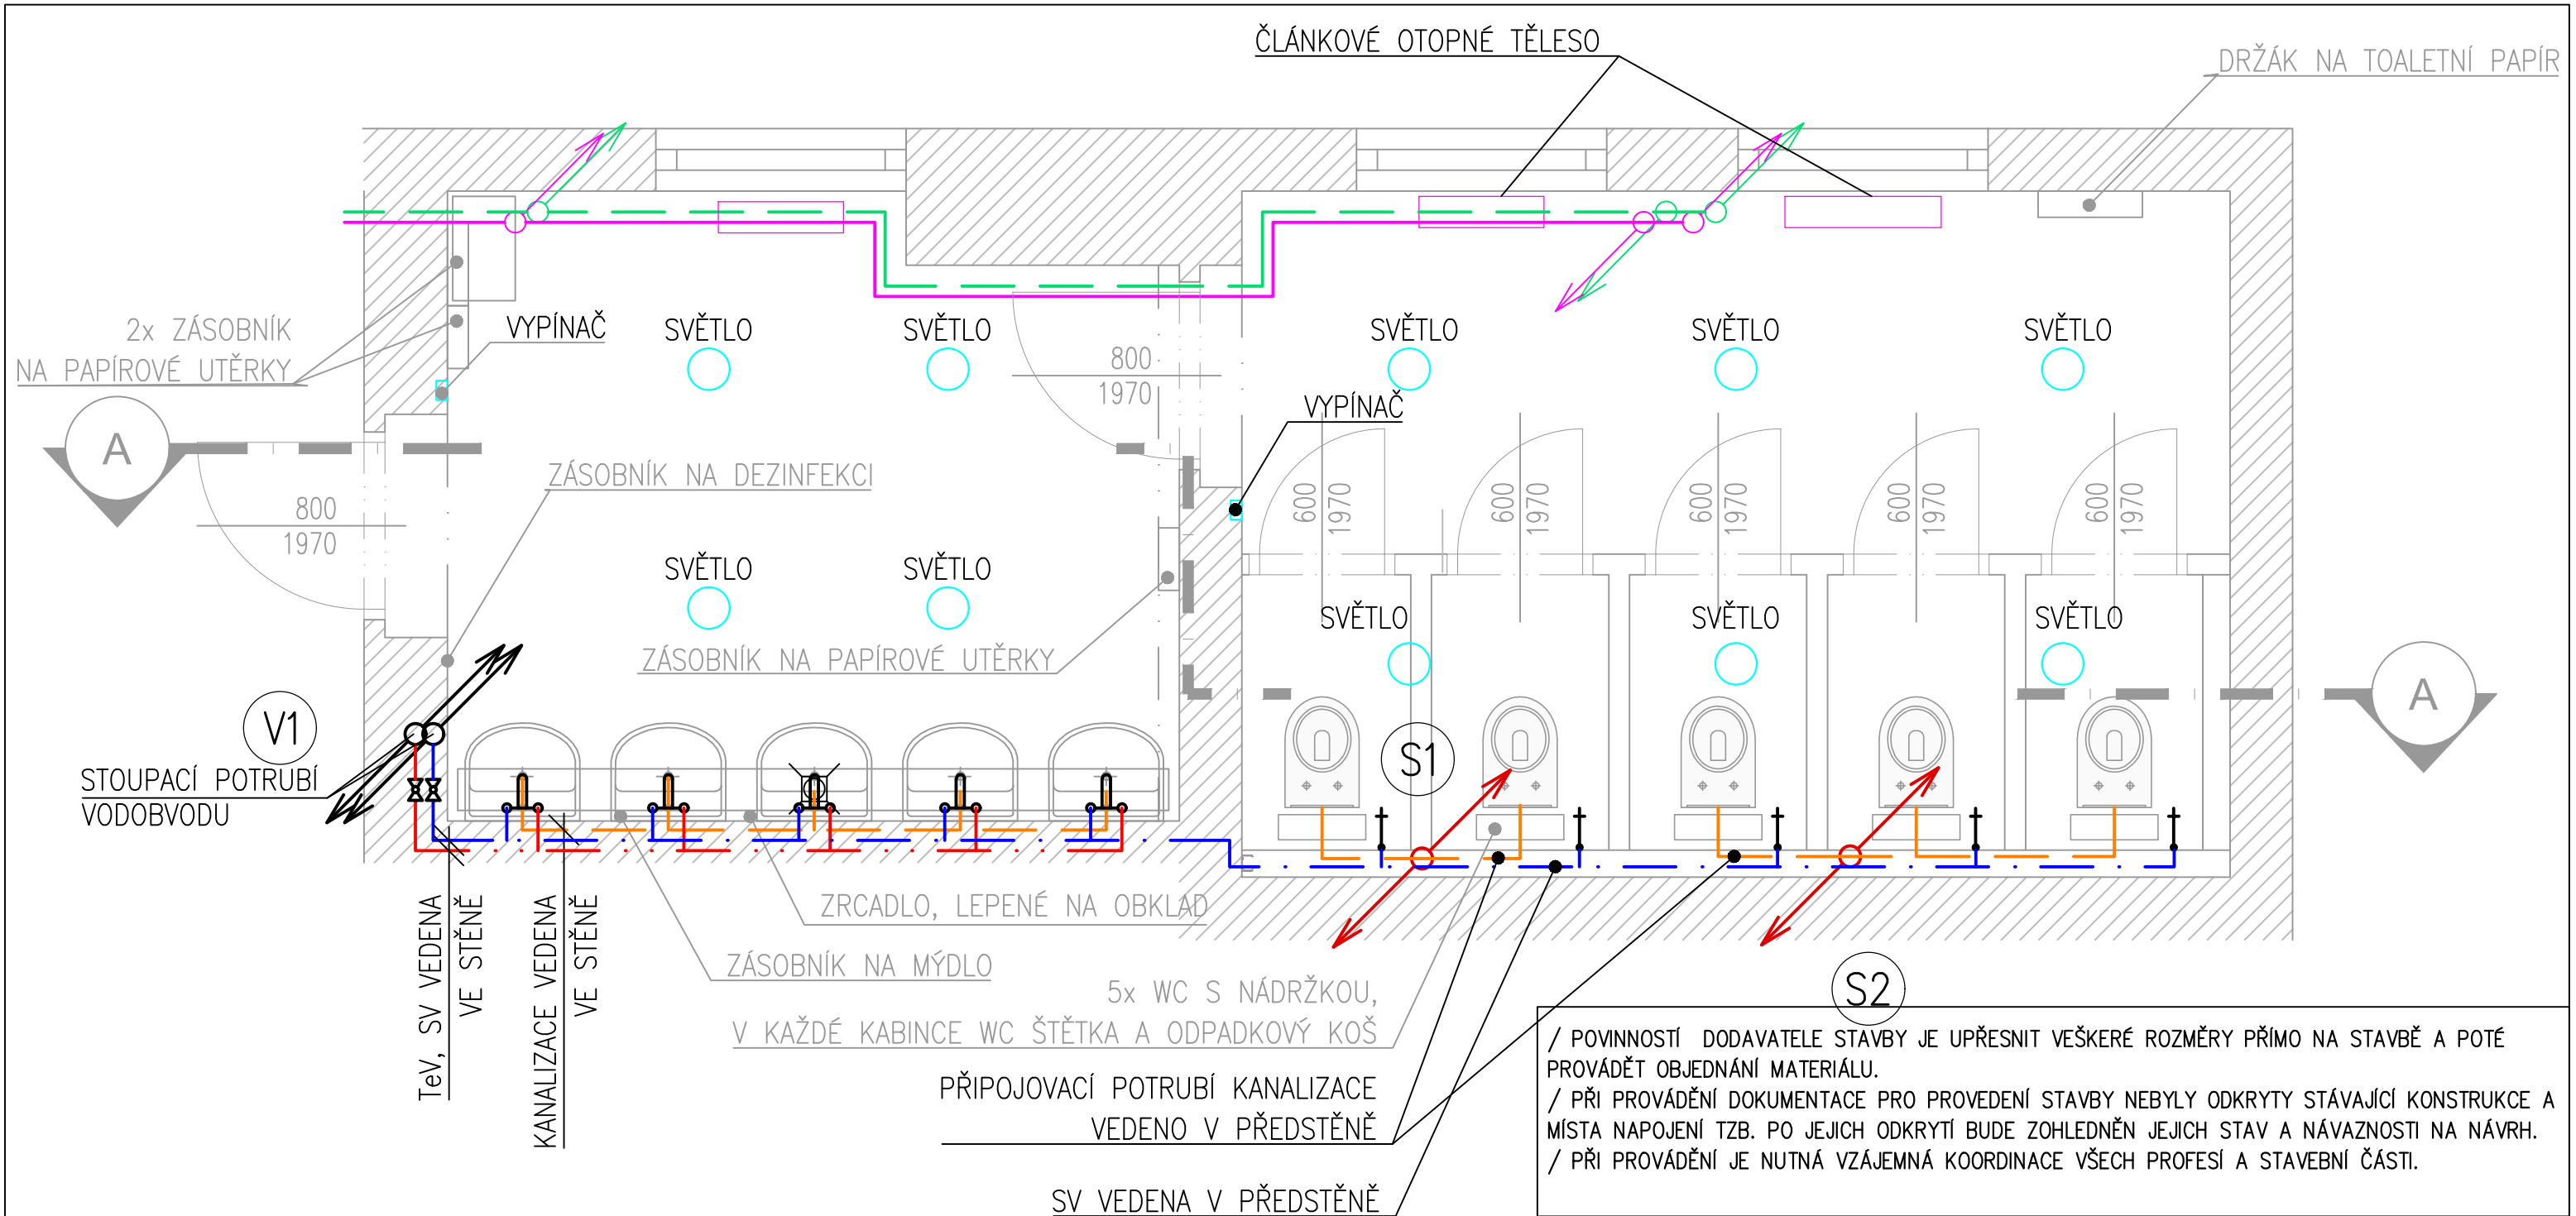 ČLÁNKOVÉ OTOPNÉ TĚLESO
DRŽÁK NA TOALETNÍ PAPÍR
2x ZÁSOBNÍK
NA PAPÍROVÉ UTĚRKY
VYPÍNAČ
SVĚTLO
SVĚTLO
800
1970
SVĚTLO
SVĚTLO
SVĚTLO
VYPÍNAČ
A
800
1970
ZÁSOBNÍK NA DEZINFEKCI
600
1970
600
1970
600
1970
600
1970
600
1970
SVĚTLO
SVĚTLO
SVĚTLO
SVĚTLO
SVĚTLO
ZÁSOBNÍK NA PAPÍROVÉ UTĚRKY
A
V1
S1
STOUPACÍ POTRUBÍ
VODOBVODU
TeV, SV VEDENA
VE STĚNĚ
KANALIZACE VEDENA
VE STĚNĚ
ZRCADLO, LEPENÉ NA OBKLAD
ZÁSOBNÍK NA MÝDLO
5x WC S NÁDRŽKOU,
V KAŽDÉ KABINCE WC ŠTĚTKA A ODPADKOVÝ KOŠ
S2
PŘIPOJOVACÍ POTRUBÍ KANALIZACE
VEDENO V PŘEDSTĚNĚ
SV VEDENA V PŘEDSTĚNĚ
/ POVINNOSTÍ DODAVATELE STAVBY JE UPŘESNIT VEŠKERÉ ROZMĚRY PŘÍMO NA STAVBĚ A POTÉ
PROVÁDĚT OBJEDNÁNÍ MATERIÁLU.
/ PŘI PROVÁDĚNÍ DOKUMENTACE PRO PROVEDENÍ STAVBY NEBYLY ODKRYTY STÁVAJÍCÍ KONSTRUKCE A
MÍSTA NAPOJENÍ TZB. PO JEJICH ODKRYTÍ BUDE ZOHLEDNĚN JEJICH STAV A NÁVAZNOSTI NA NÁVRH.
/ PŘI PROVÁDĚNÍ JE NUTNÁ VZÁJEMNÁ KOORDINACE VŠECH PROFESÍ A STAVEBNÍ ČÁSTI.